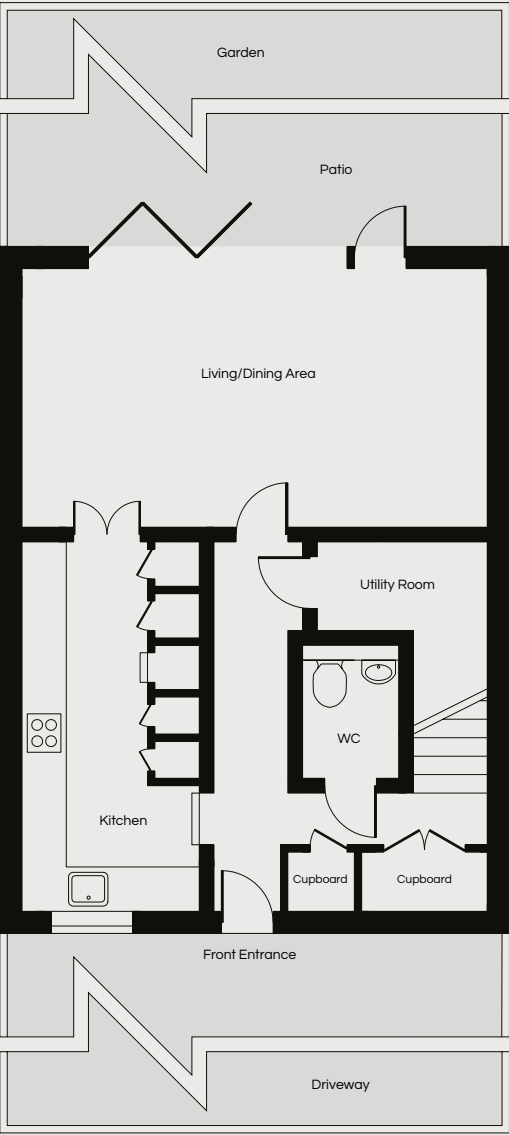 Garden
Patio
Living/Dining Area
Utility Room
WC
Kitchen
Cupboard
Cupboard
Front Entrance
Driveway